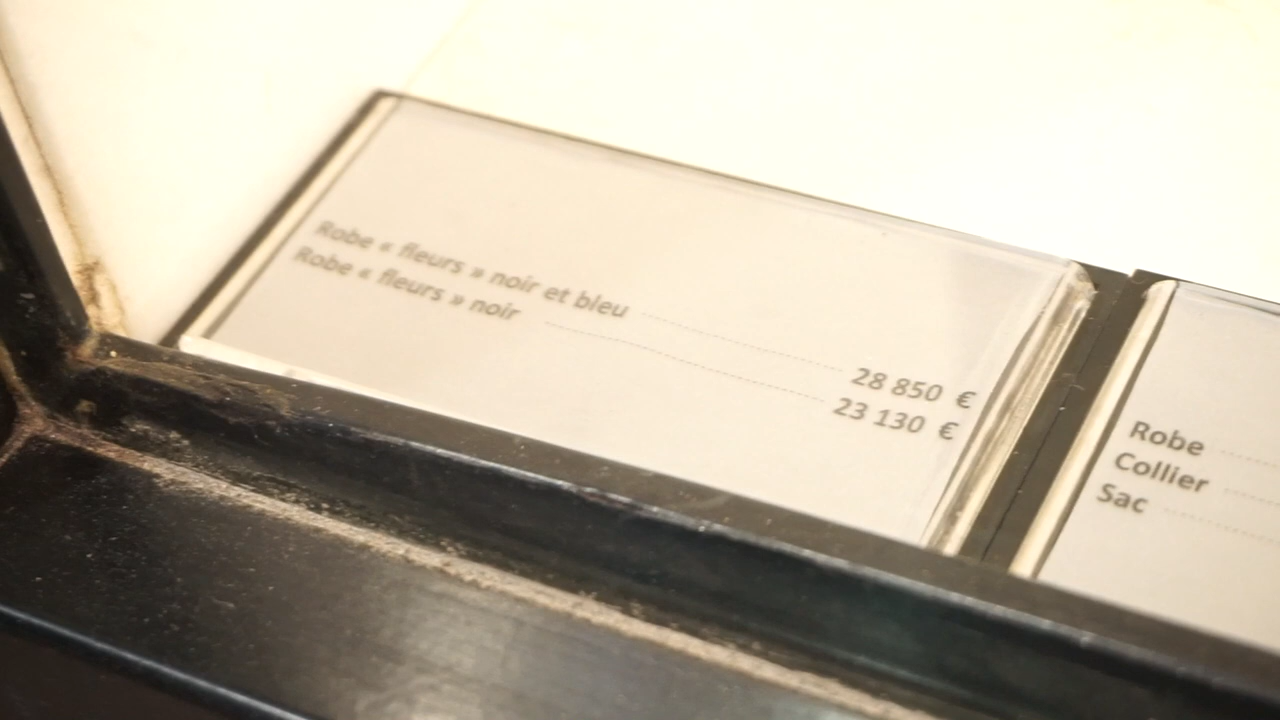 Robe « fleurs » noir et bleu 28 850 €
Robe « fleurs » noir 23 130 €
Robe
Collier
Sac